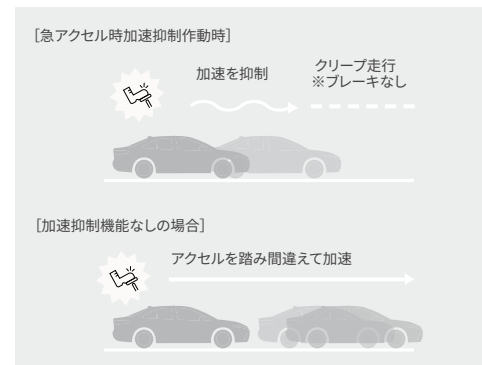 ［急アクセル時加速抑制作動時］
加速を抑制
クリープ走行
※ブレーキなし
［加速抑制機能なしの場合］
アクセルを踏み間違えて加速